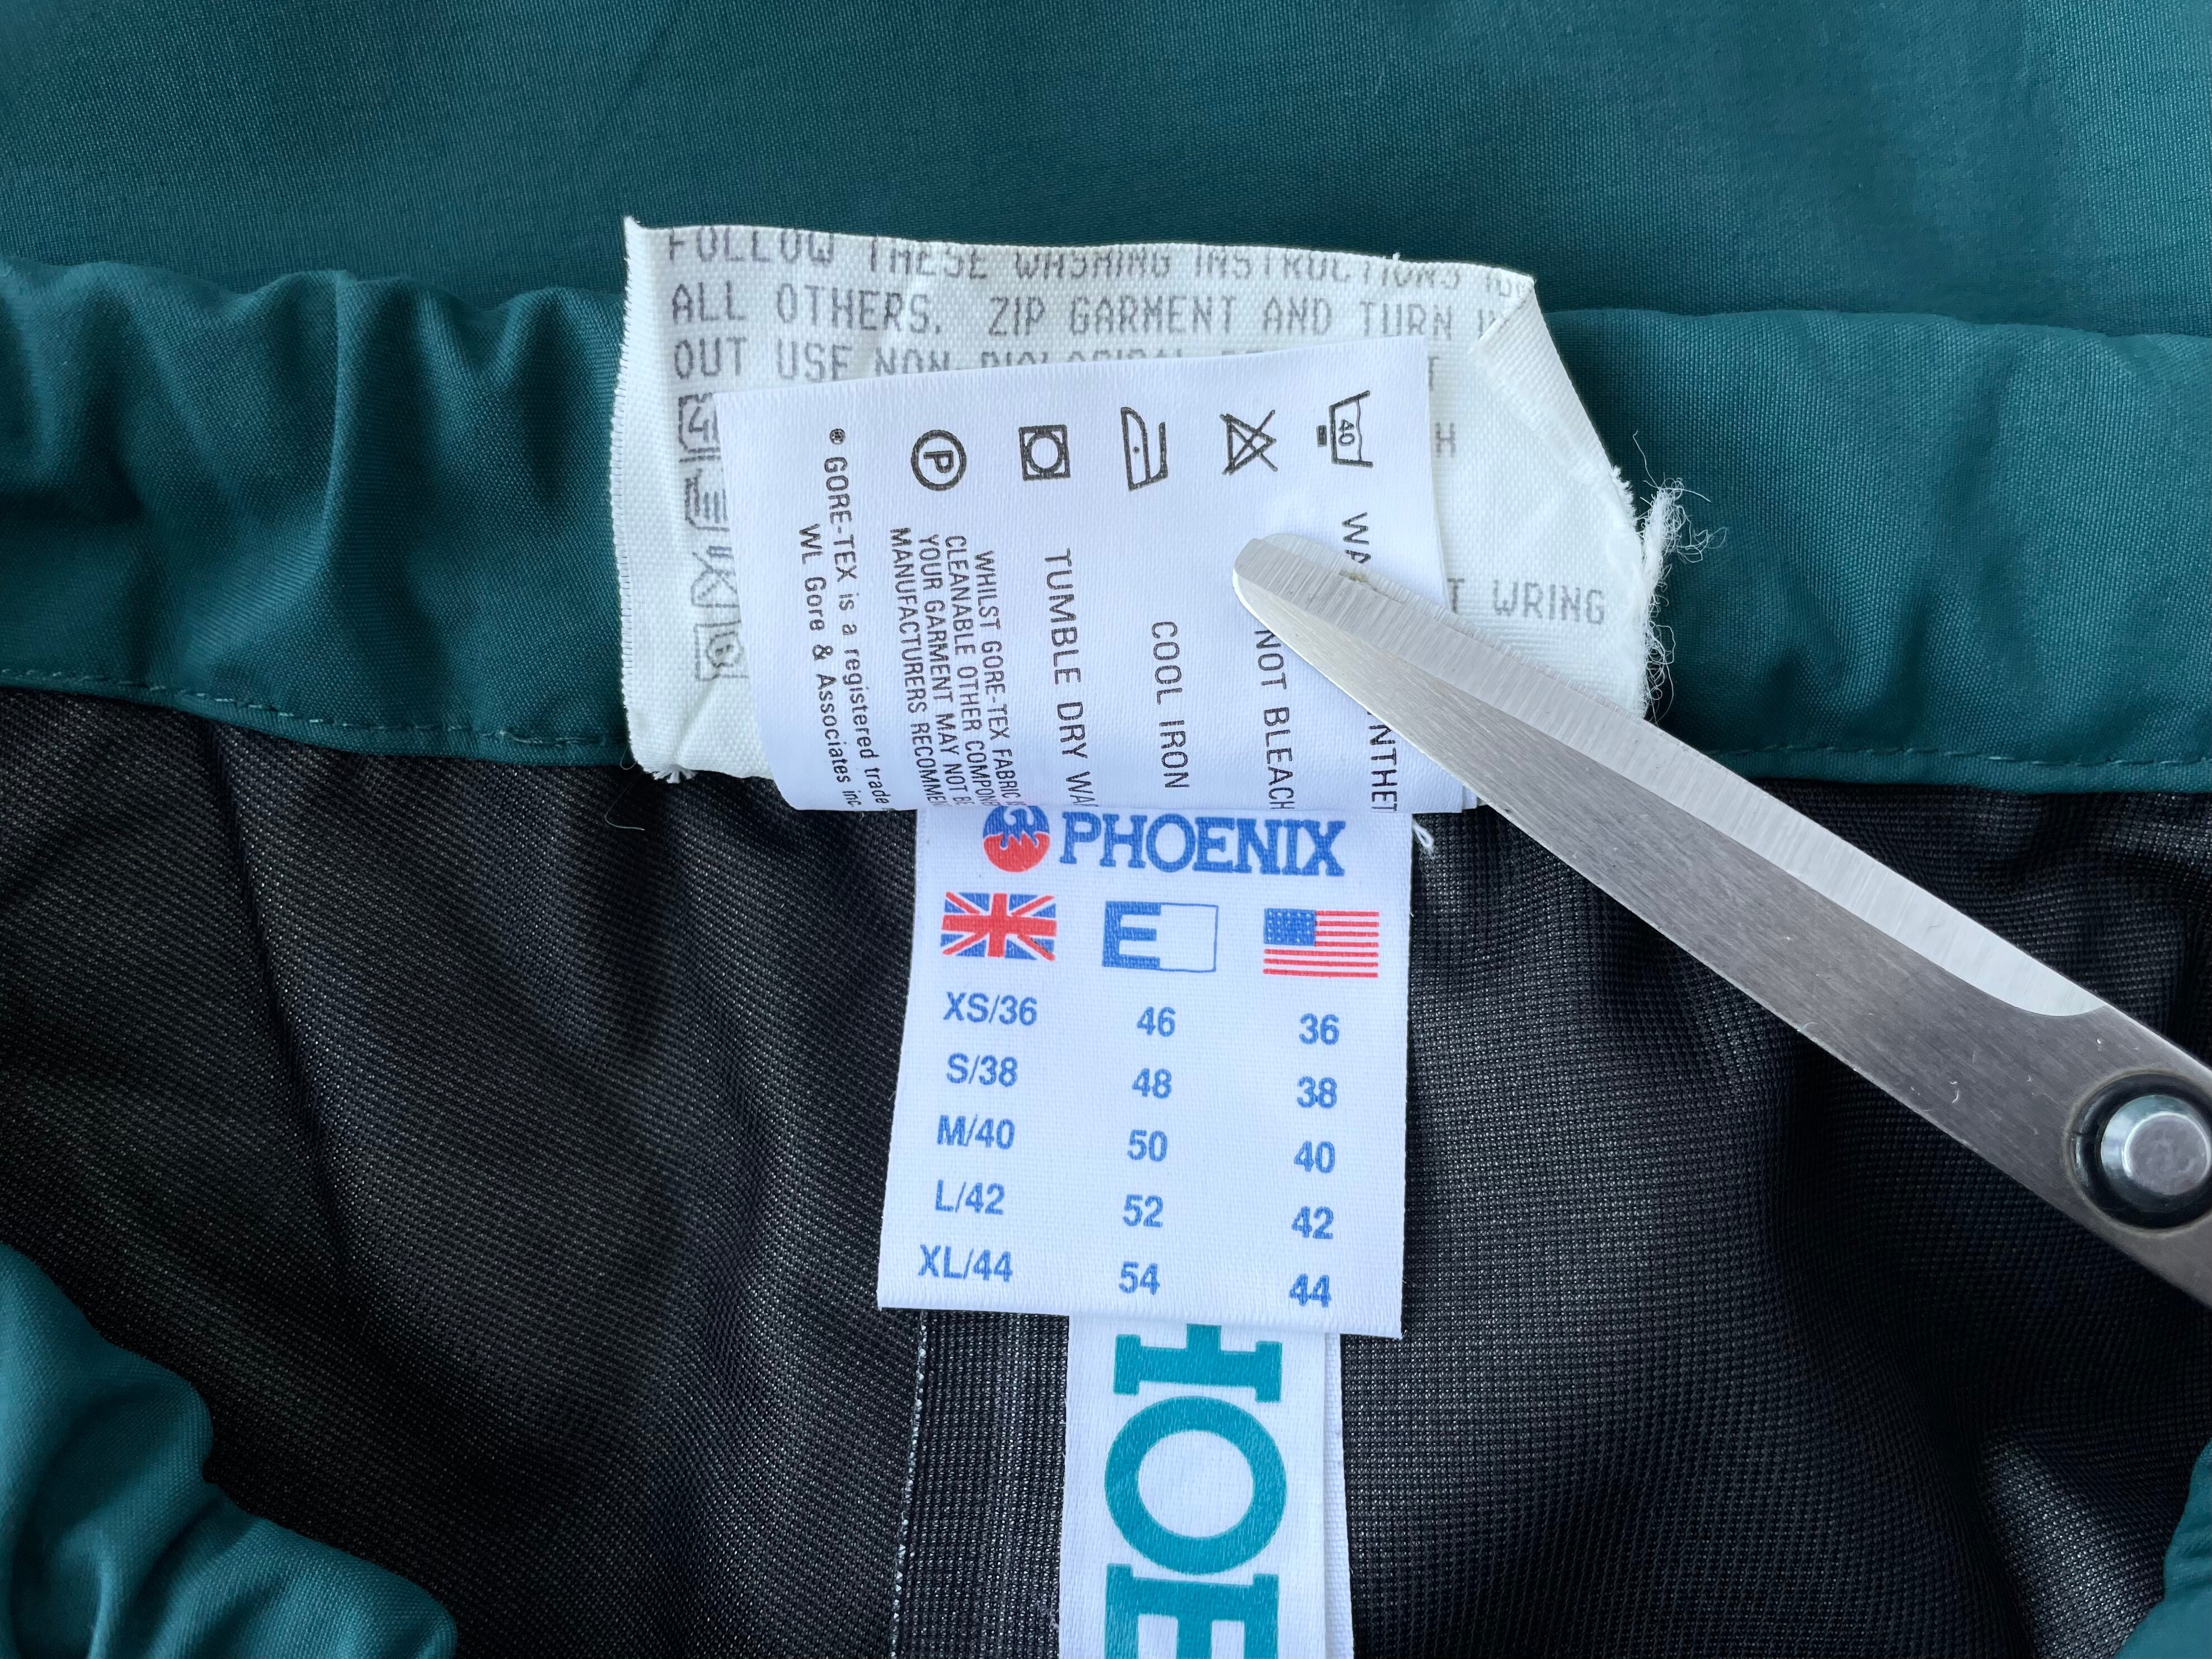 FOLLOW THESE WASHING INSTRUCTIONS
ALL OTHERS. ZIP GARMENT AND TURN
OUT USE NON-BIOLOGICAL
WRING
40
NOT BLEACH
COOL IRON
TUMBLE DRY
P
WHILST GORE-TEX FABRIC
CLEANABLE OTHER
YOUR GARMENT MAY NOT
MANUFACTURERS
® GORE-TEX is a registered trade
WL Gore & Associates inc
PHOENIX
E
XS/36 46 36
S/38 48 38
M/40 50 40
L/42 52 42
XL/44 54 44
HOE